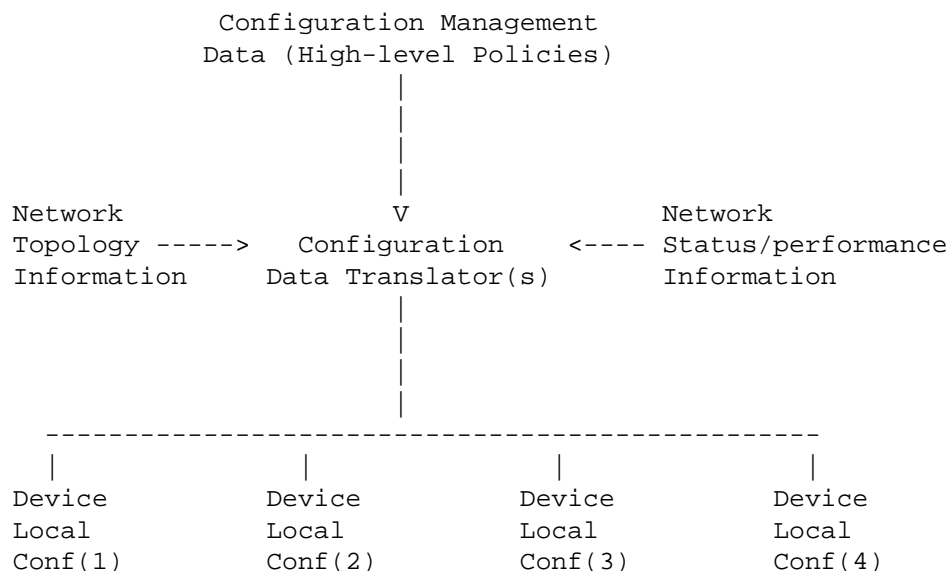 Configuration Management
Data (High-level Policies)
|
|
|
|
Network                        V                Network
Topology ----->   Configuration    <---- Status/performance
Information     Data Translator(s)       Information
|
|
|
|
-------------------------------------------------
|               |               |               |
Device         Device          Device          Device
Local          Local           Local           Local
Conf(1)        Conf(2)         Conf(3)         Conf(4)